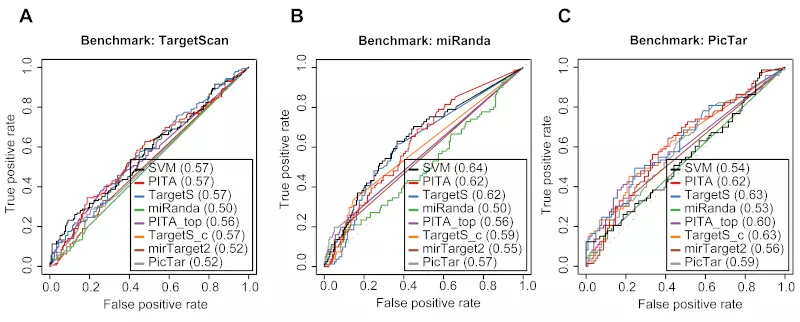 A
Benchmark: TargetScan
True positive rate
0.0 0.2 0.4 0.6 0.8 1.0
SVM (0.57)
PITA (0.57)
TargetS (0.57)
miRanda (0.50)
PITA_top (0.56)
TargetS_c (0.57)
mirTarget2 (0.52)
PicTar (0.52)
0.0 0.2 0.4 0.6 0.8 1.0
False positive rate
B
Benchmark: miRanda
True positive rate
0.0 0.2 0.4 0.6 0.8 1.0
SVM (0.64)
PITA (0.62)
TargetS (0.62)
miRanda (0.50)
PITA_top (0.56)
TargetS_c (0.59)
mirTarget2 (0.55)
PicTar (0.57)
0.0 0.2 0.4 0.6 0.8 1.0
False positive rate
C
Benchmark: PicTar
True positive rate
0.0 0.2 0.4 0.6 0.8 1.0
SVM (0.54)
PITA (0.62)
TargetS (0.63)
miRanda (0.53)
PITA_top (0.60)
TargetS_c (0.63)
mirTarget2 (0.56)
PicTar (0.59)
0.0 0.2 0.4 0.6 0.8 1.0
False positive rate